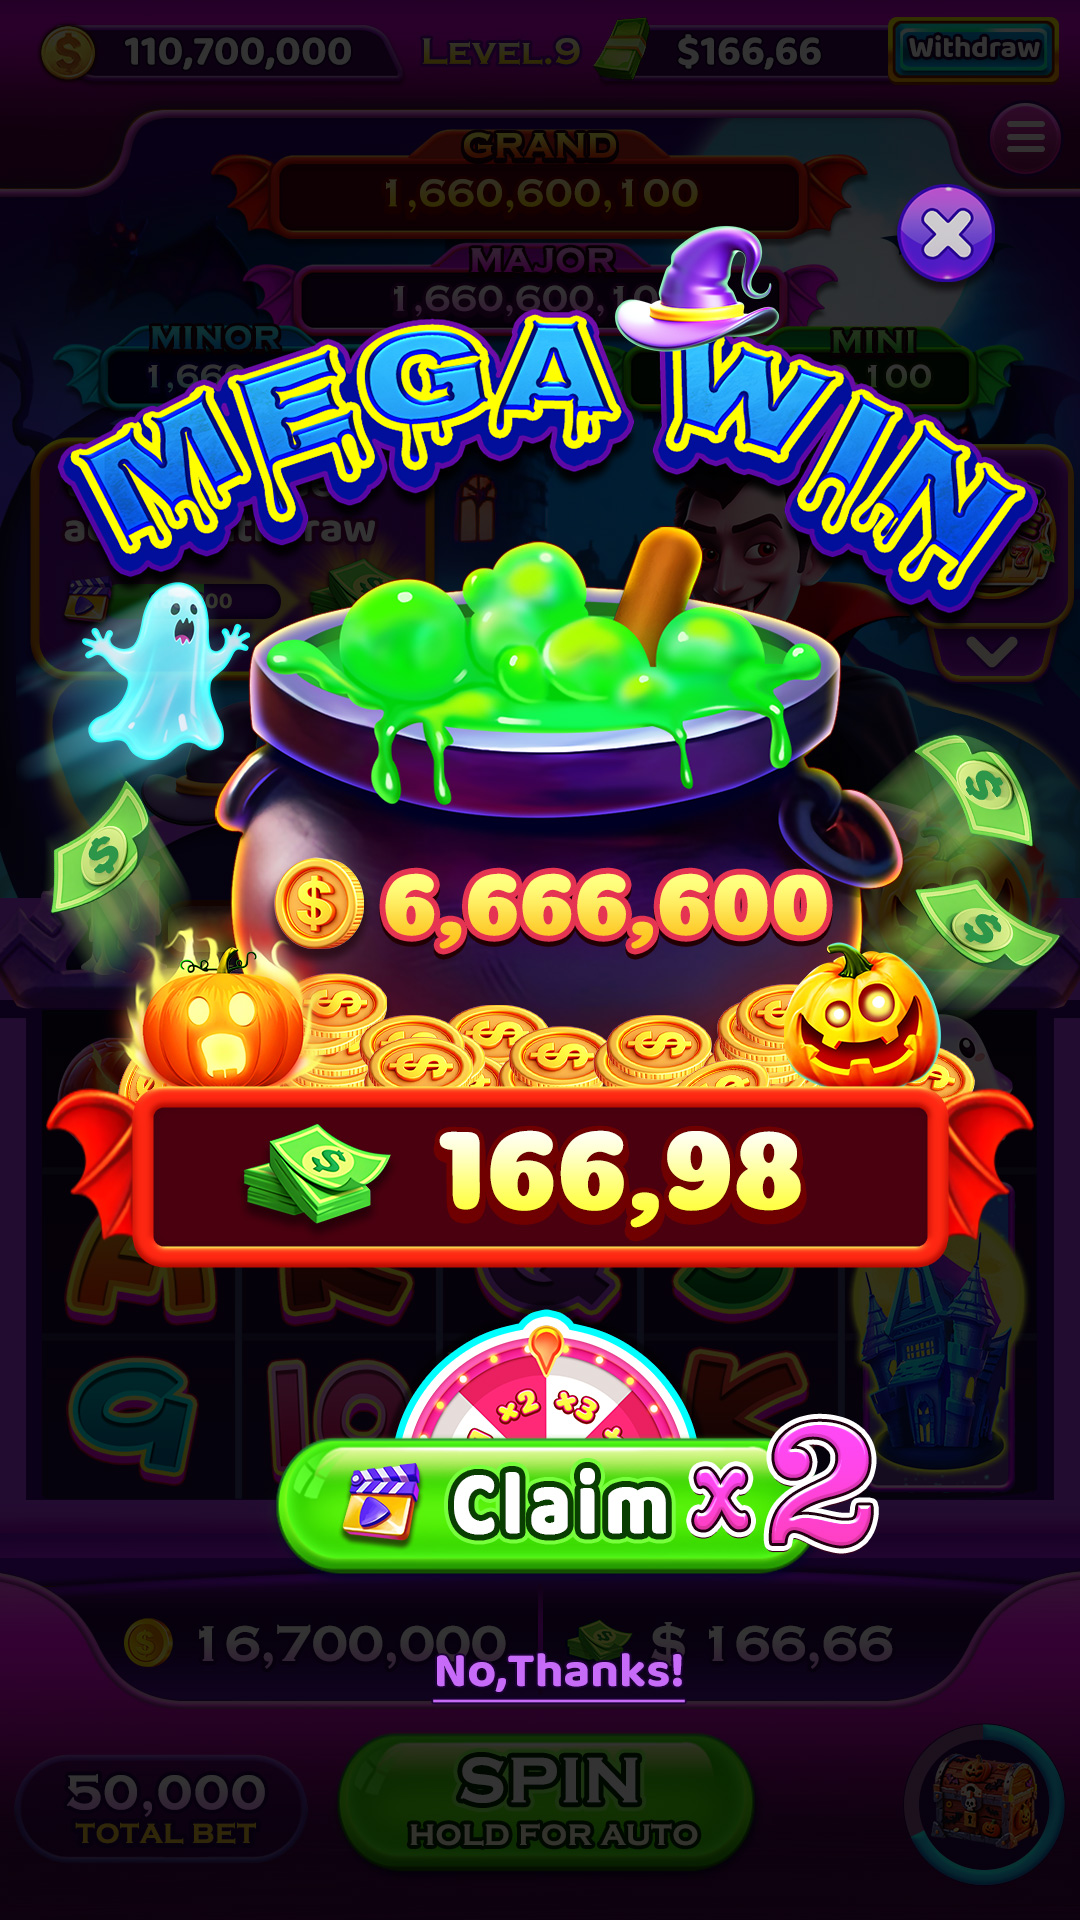 110,700,000
LEVEL.9
$166,66
Withdraw
GRAND
1,660,600,100
MAJOR
MINOR
MINI
100
MEGA WIN
6,666,600
166,98
x2 x3
Claim x2
16,700,000
$ 166,66
No,Thanks!
50,000
TOTAL BET
SPIN
HOLD FOR AUTO